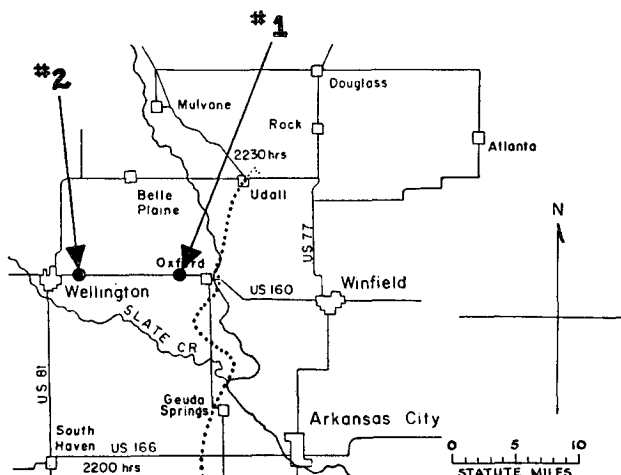 #1
#2
Douglass
Mulvane
Rock
2230 hrs
Atlanta
Belle
Plaine
Udall
US 77
N
Oxford
Wellington
US 160
Winfield
SLATE CR
US 81
Geuda
Springs
Arkansas City
South
Haven
US 166
2200 hrs
0 5 10
STATUTE MILES